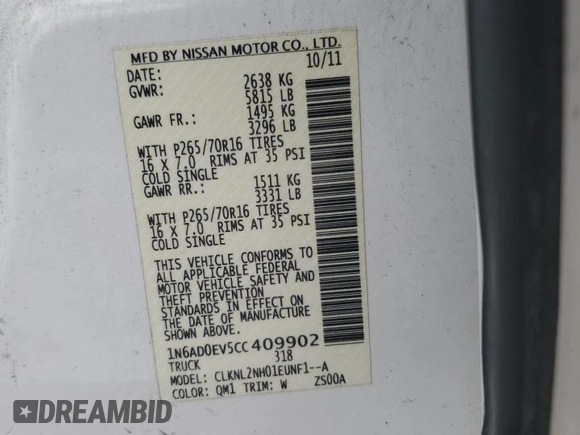 MFD BY NISSAN MOTOR CO., LTD.
DATE: 10/11
GVWR: 2638 KG
5815 LB
GAWR FR.: 1495 KG
3296 LB
WITH P265/70R16 TIRES
16 X 7.0 RIMS AT 35 PSI
COLD SINGLE
GAWR RR.: 1511 KG
3331 LB
WITH P265/70R16 TIRES
16 X 7.0 RIMS AT 35 PSI
COLD SINGLE
THIS VEHICLE CONFORMS TO
ALL APPLICABLE FEDERAL
MOTOR VEHICLE SAFETY AND
THEFT PREVENTION
STANDARDS IN EFFECT ON
THE DATE OF MANUFACTURE
SHOWN ABOVE.
1N6AD0EV5CC 409902
TRUCK 318
MODEL: CLKNL2NH01EUNF1--A
COLOR: QM1 TRIM: W ZS00A
DREAMBID